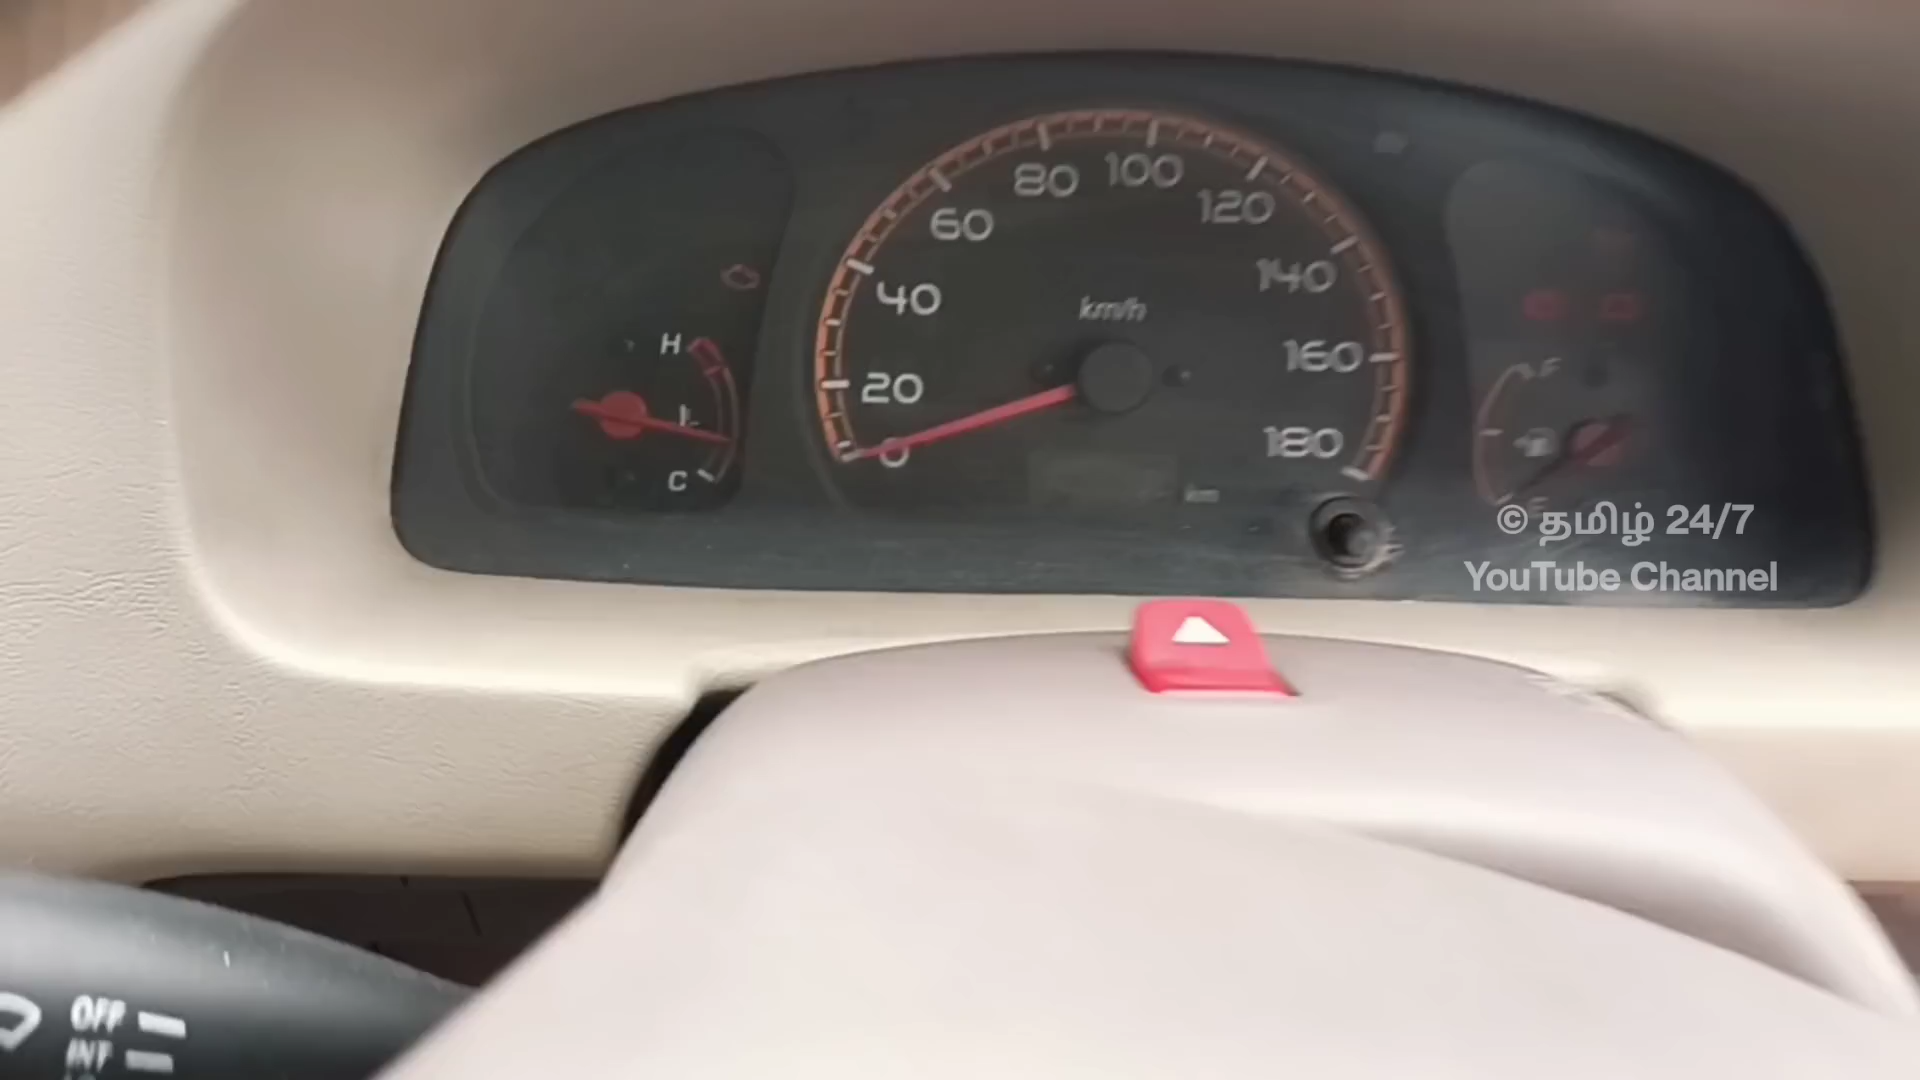 80 100
60 120
40 140
km/h
H
160
20
F
180
0
C
km
© தமிழ் 24/7
YouTube Channel
OFF
INT